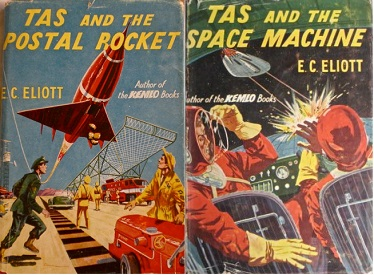 TAS AND THE
POSTAL ROCKET
E. C. ELIOTT
Author of
the KEMLO Books
TAS AND THE
SPACE MACHINE
E. C. ELIOTT
Author of the KEMLO Books